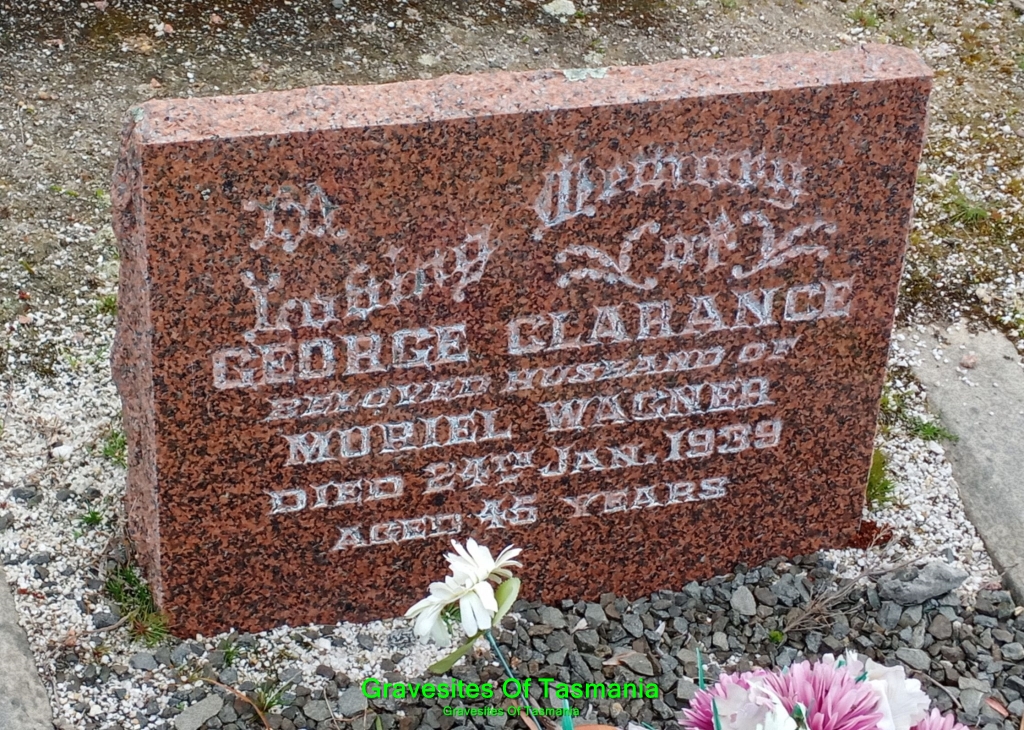 In
Loving Memory
of
GEORGE CLARANCE
BELOVED HUSBAND OF
MURIEL WAGNER
DIED 24TH JAN. 1939
AGED 45 YEARS
Gravesites Of Tasmania
Gravesites Of Tasmania